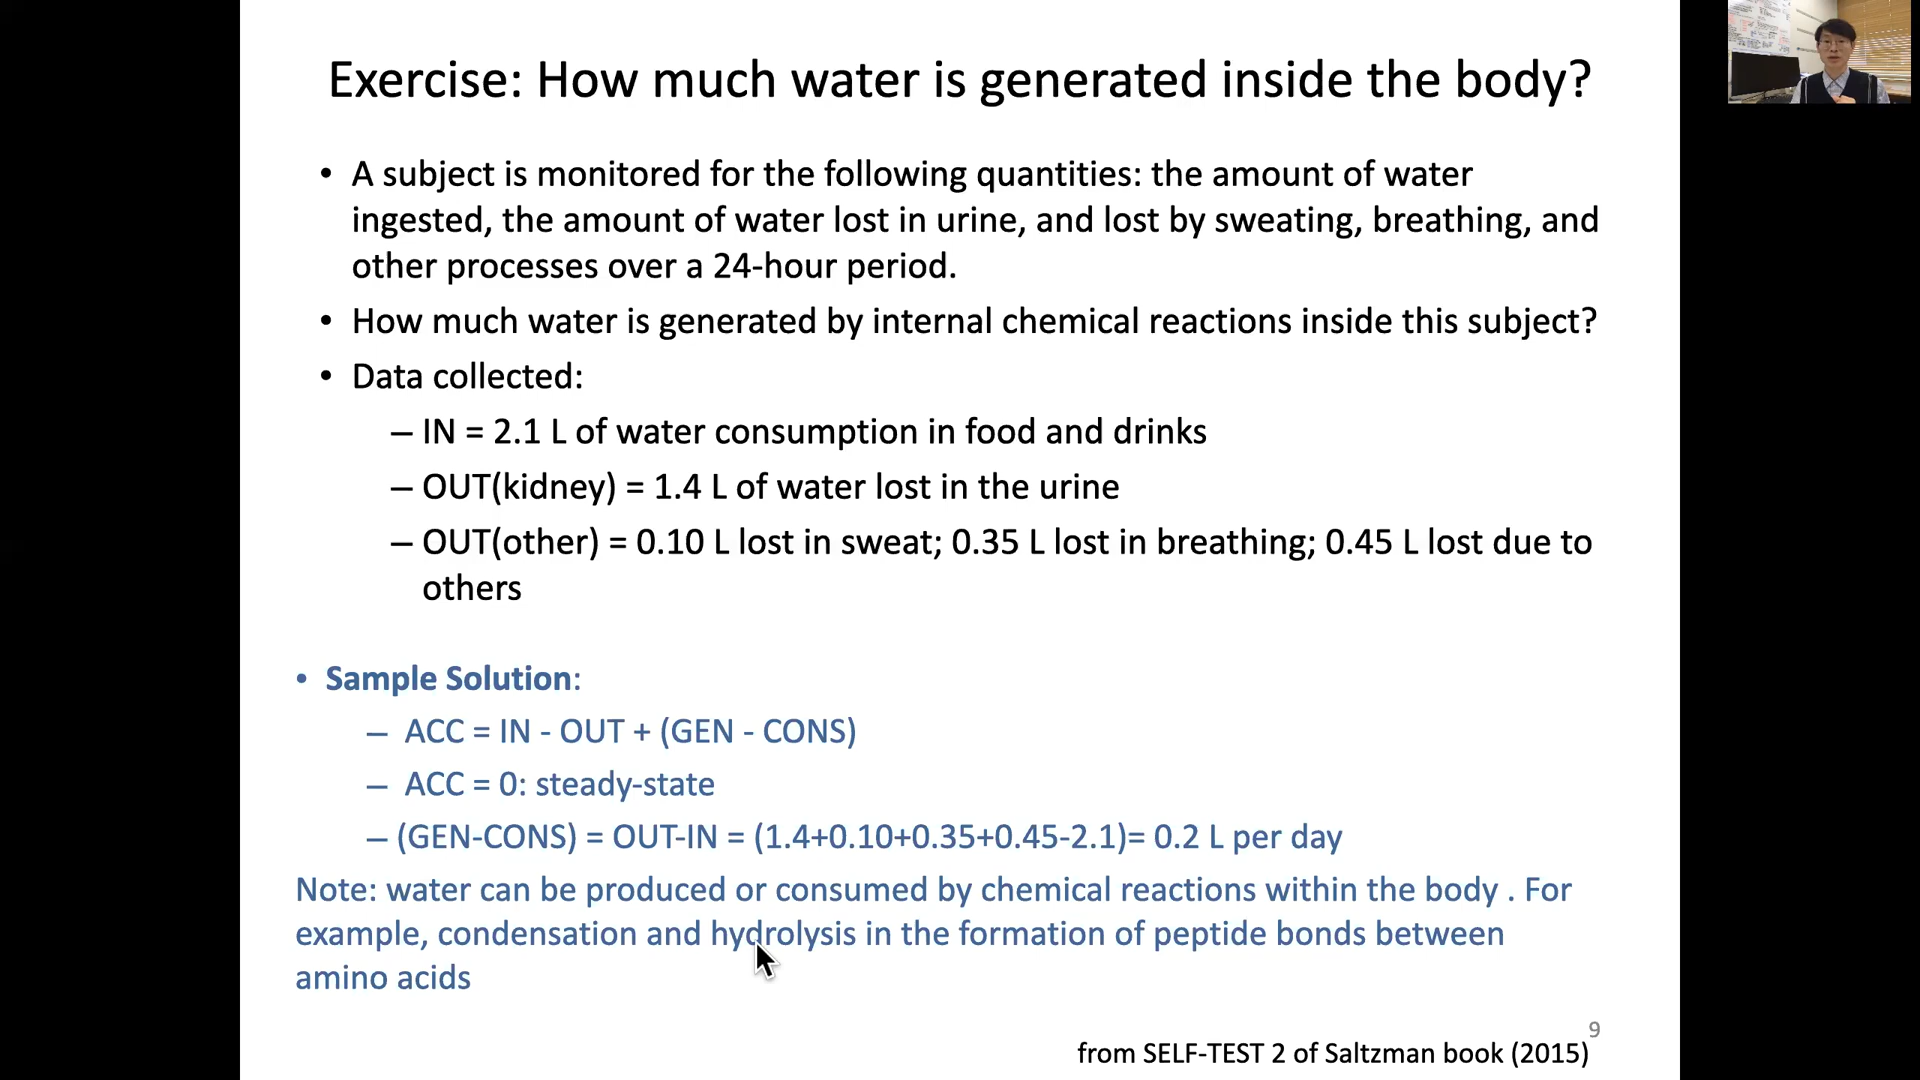 Exercise: How much water is generated inside the body?
• A subject is monitored for the following quantities: the amount of water
ingested, the amount of water lost in urine, and lost by sweating, breathing, and
other processes over a 24-hour period.
• How much water is generated by internal chemical reactions inside this subject?
• Data collected:
– IN = 2.1 L of water consumption in food and drinks
– OUT(kidney) = 1.4 L of water lost in the urine
– OUT(other) = 0.10 L lost in sweat; 0.35 L lost in breathing; 0.45 L lost due to
others
• Sample Solution:
– ACC = IN - OUT + (GEN - CONS)
– ACC = 0: steady-state
– (GEN-CONS) = OUT-IN = (1.4+0.10+0.35+0.45-2.1)= 0.2 L per day
Note: water can be produced or consumed by chemical reactions within the body . For
example, condensation and hydrolysis in the formation of peptide bonds between
amino acids
9
from SELF-TEST 2 of Saltzman book (2015)